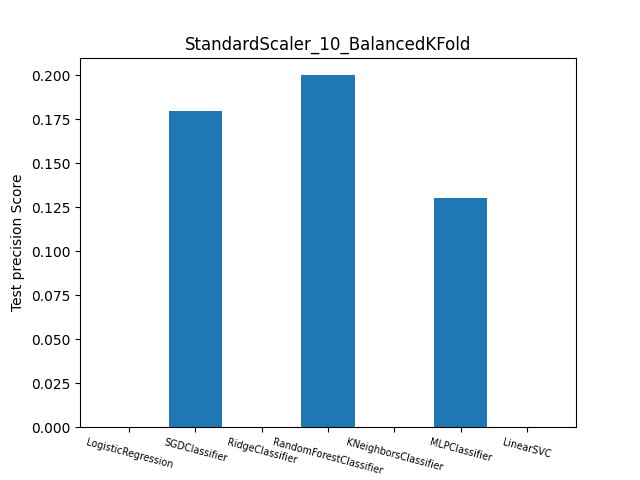 StandardScaler_10_BalancedKFold
Test precision Score
0.200
0.175
0.150
0.125
0.100
0.075
0.050
0.025
0.000
LogisticRegression
SGDClassifier
RidgeClassifier
RandomForestClassifier
KNeighborsClassifier
MLPClassifier
LinearSVC